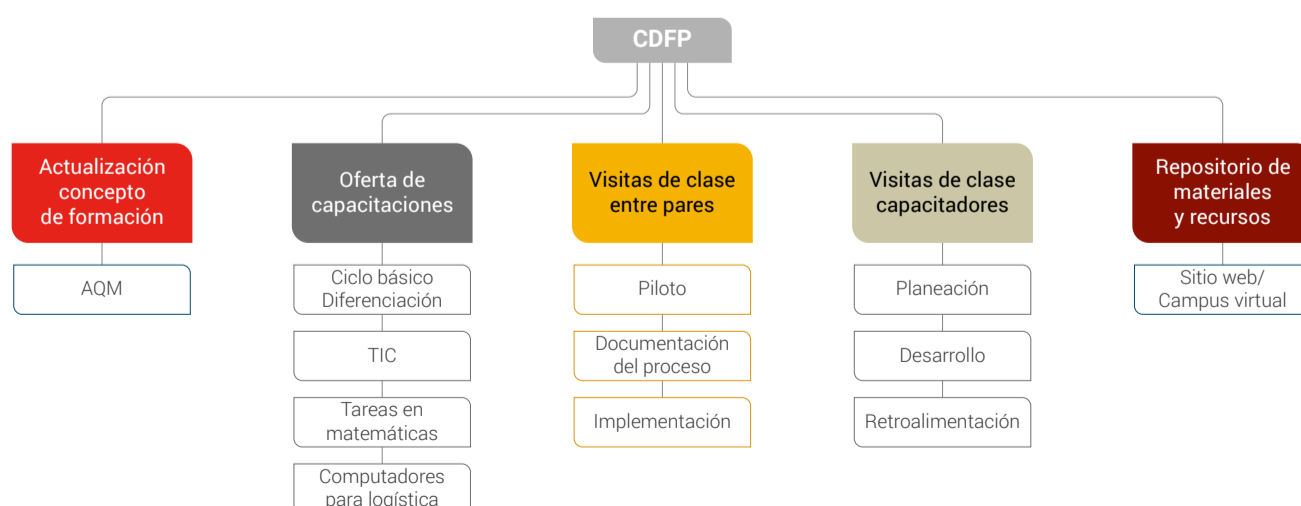 CDFP
Actualización
concepto
de formación
AQM
Oferta de
capacitaciones
Ciclo básico
Diferenciación
TIC
Tareas en
matemáticas
Computadores
para logística
Visitas de clase
entre pares
Piloto
Documentación
del proceso
Implementación
Visitas de clase
capacitadores
Planeación
Desarrollo
Retroalimentación
Repositorio de
materiales
y recursos
Sitio web/
Campus virtual